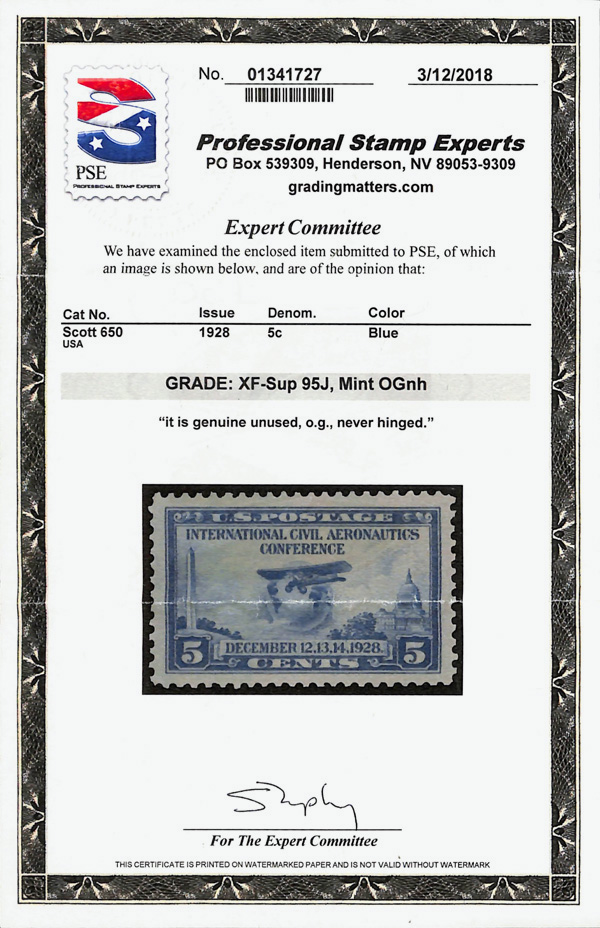 No. 01341727 3/12/2018
PSE
PROFESSIONAL STAMP EXPERTS
Professional Stamp Experts
PO Box 539309, Henderson, NV 89053-9309
gradingmatters.com
Expert Committee
We have examined the enclosed item submitted to PSE, of which
an image is shown below, and are of the opinion that:
Cat No. Issue Denom. Color
Scott 650 1928 5c Blue
USA
GRADE: XF-Sup 95J, Mint OGnh
“it is genuine unused, o.g., never hinged.”
U.S. POSTAGE
INTERNATIONAL CIVIL AERONAUTICS
CONFERENCE
5 DECEMBER 12,13,14,1928. 5
CENTS
For The Expert Committee
THIS CERTIFICATE IS PRINTED ON WATERMARKED PAPER AND IS NOT VALID WITHOUT WATERMARK